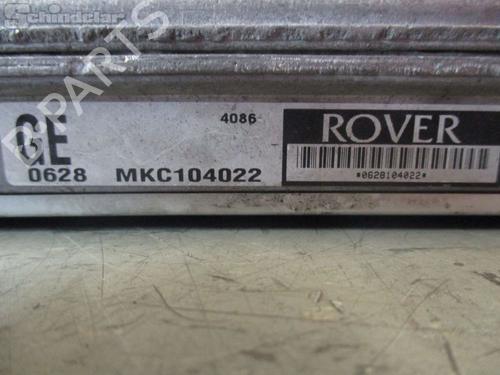 Schindelar
B-PARTS
GE
4086
ROVER
0628 MKC104022
*0628104022*